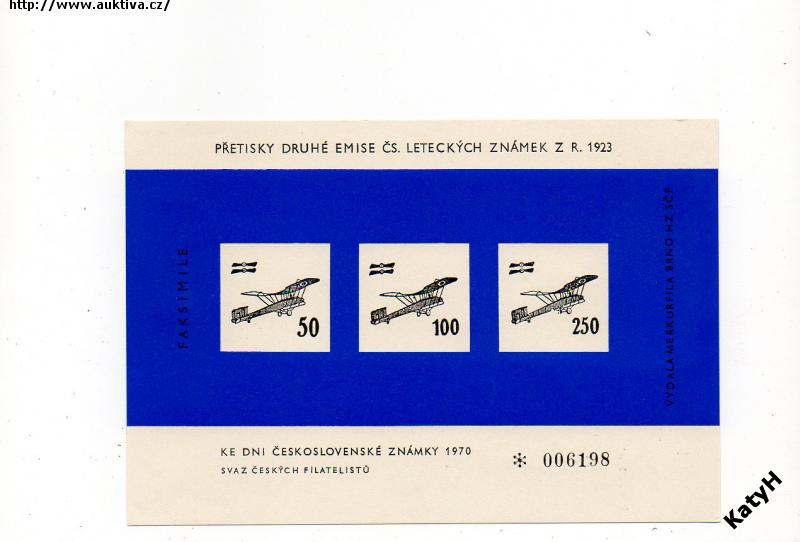 http://www.auktiva.cz/
PŘETISKY DRUHÉ EMISE ČS. LETECKÝCH ZNÁMEK Z R. 1923
FAKSIMILE
50
100
250
VYDALA MERKURFILA BRNO HZ SČF
KE DNI ČESKOSLOVENSKÉ ZNÁMKY 1970
SVAZ ČESKÝCH FILATELISTŮ
* 006198
KatyH